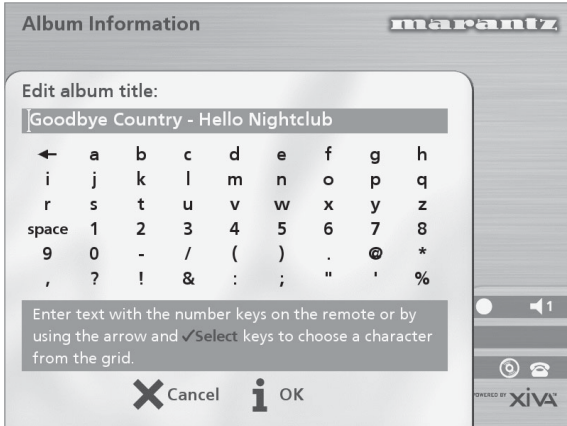 Album Information
marantz
Edit album title:
Goodbye Country - Hello Nightclub
← a b c d e f g h
i j k l m n o p q
r s t u v w x y z
space 1 2 3 4 5 6 7 8
9 0 - / ( ) . @ *
, ? ! & : ; " ' %
Enter text with the number keys on the remote or by
using the arrow and ✓Select keys to choose a character
from the grid.
1
Cancel
i OK
POWERED BY XiVA™